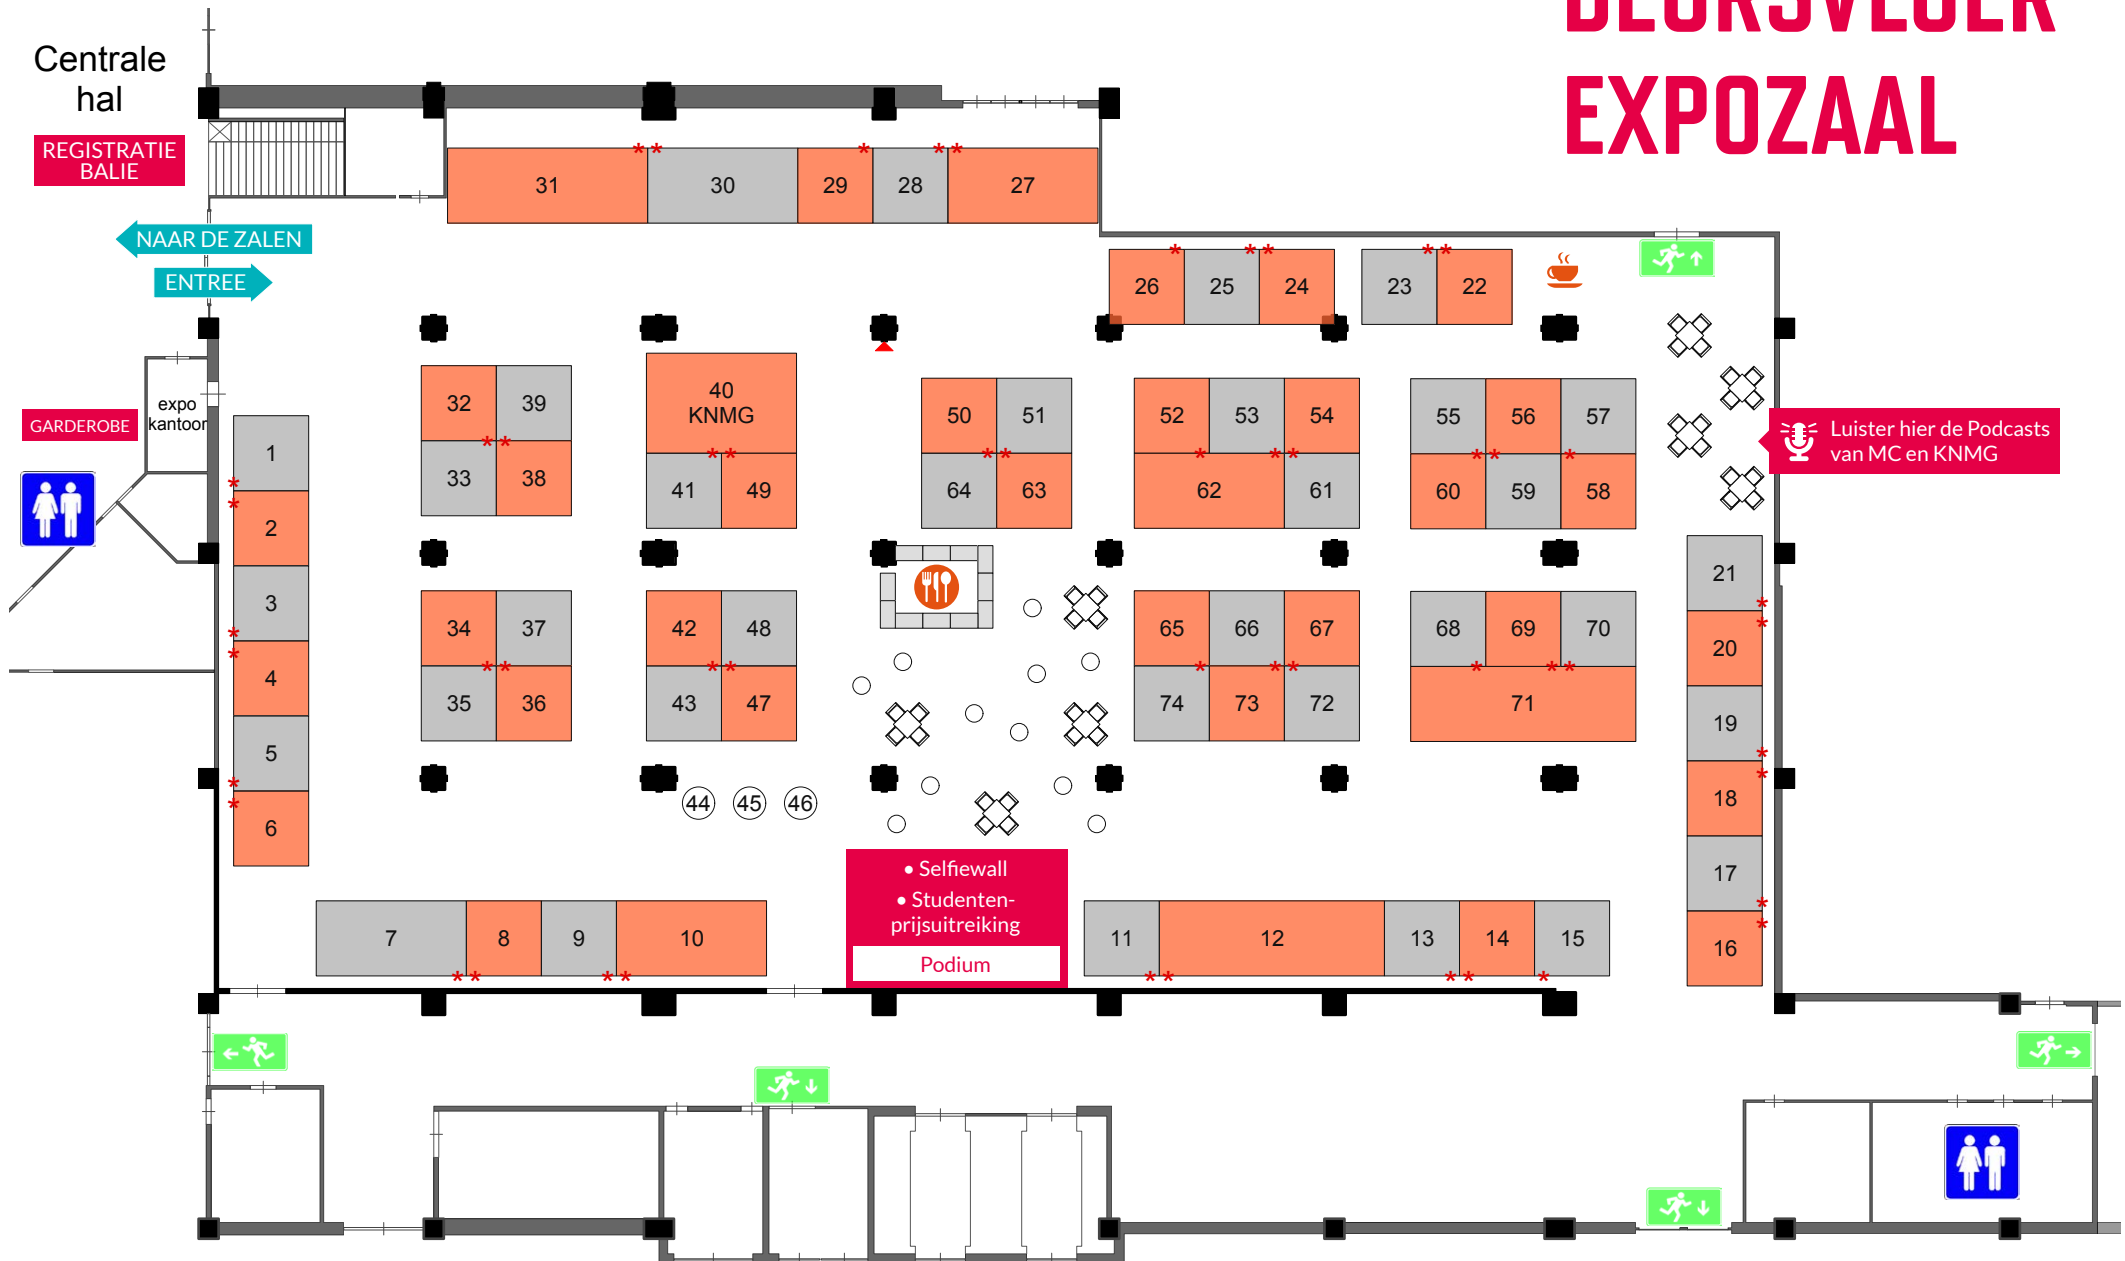 BEURSVLOER
EXPOZAAL
Centrale
hal
REGISTRATIE
BALIE
NAAR DE ZALEN
ENTREE
GARDEROBE
expo
kantoor
** * **
31 30 29 28 27
* ** **
26 25 24 23 22
32 39
** 
33 38
40
KNMG
**
41 49
50 51
**
64 63
52 53 54
* **
62 61
55 56 57
** *
60 59 58
Luister hier de Podcasts
van MC en KNMG
1
*
*
2
3
*
*
4
5
*
*
6
34 37
**
35 36
42 48
**
43 47
44 45 46
65 66 67
* **
74 73 72
68 69 70
* **
71
21
*
*
20
19
*
*
18
17
*
*
16
7 8 9 10
** **
• Selfiewall
• Studenten-
prijsuitreiking
Podium
11 12 13 14 15
** ** *